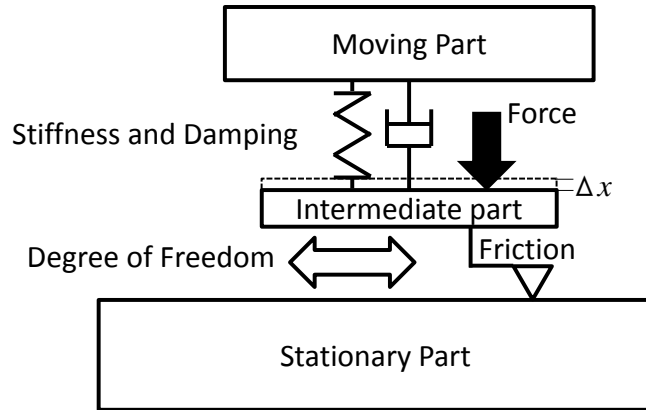 Moving Part
Force
Stiffness and Damping
Δx
Intermediate part
Friction
Degree of Freedom
Stationary Part